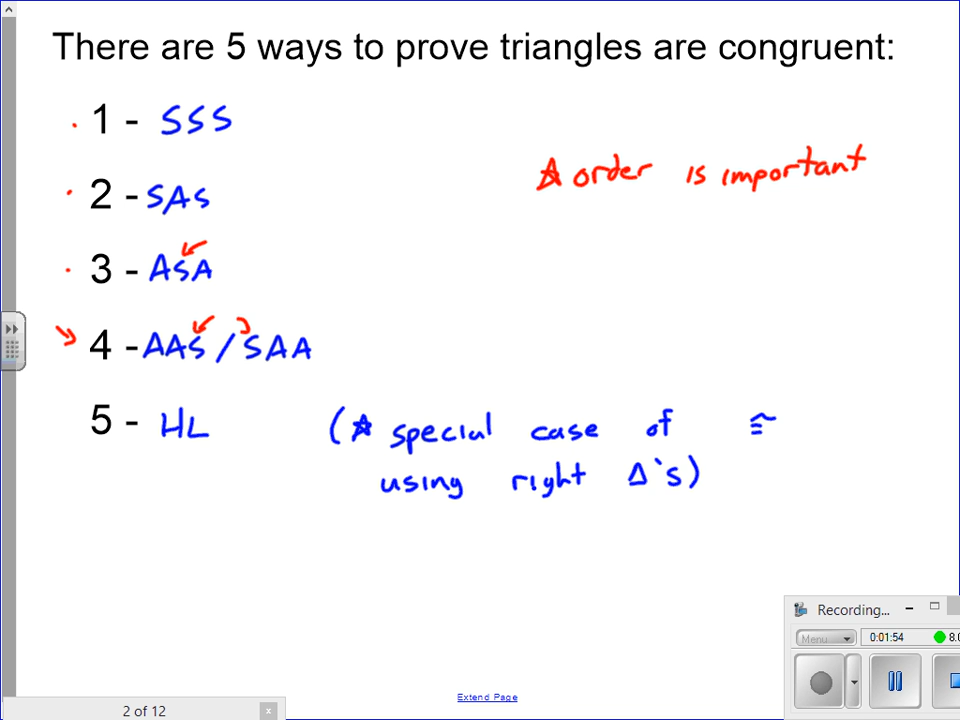 There are 5 ways to prove triangles are congruent:
1 - SSS
☆ order is important
2 - SAS
3 - ASA
4 - AAS / SAA
5 - HL (☆ special case of ≅
using right Δ's)
Recording...
Menu 0:01:54 8.0
Extend Page
2 of 12